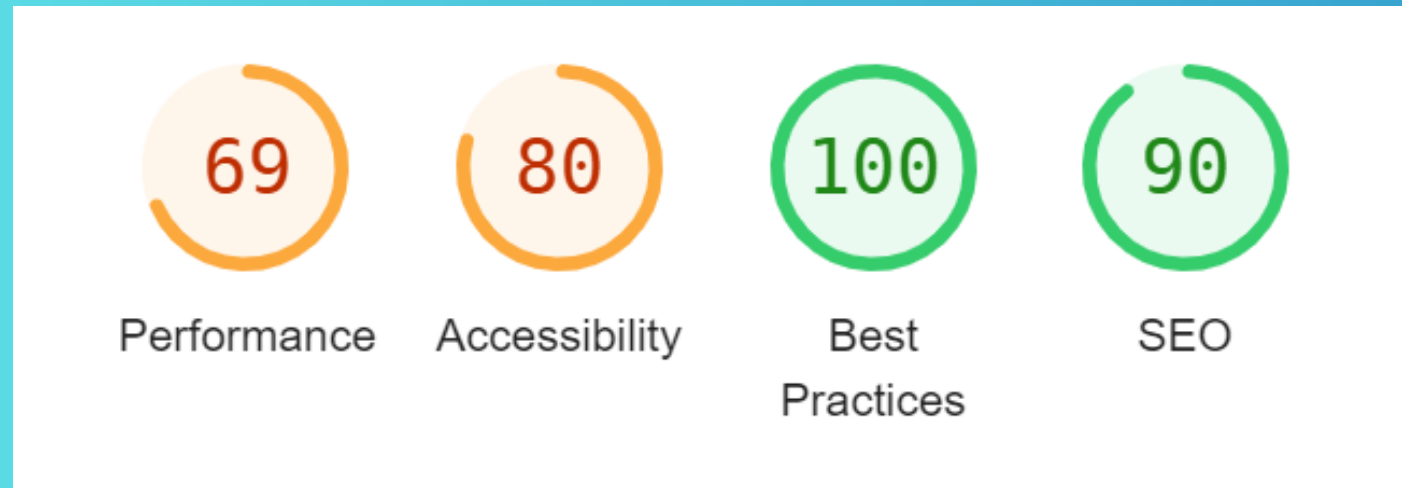 69
80
100
90
Performance
Accessibility
Best
Practices
SEO